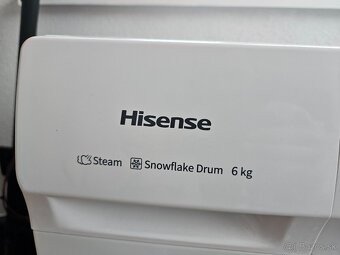 Hisense
Steam Snowflake Drum 6 kg